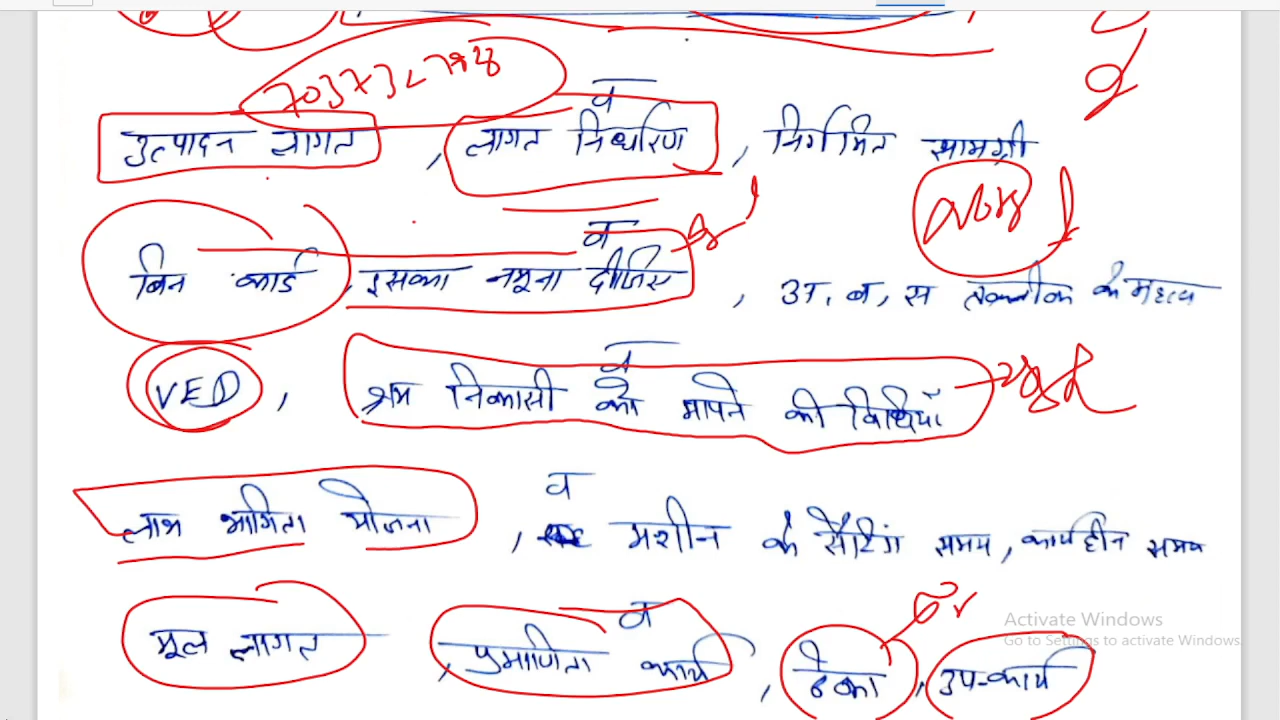 व
उत्पादन लागत , लागत निर्धारण , निर्गमित सामग्री
व
बिन कार्ड , इसका नमूना दीजिए , अ, ब, स तकनीक के महत्व
व
VED , श्रम निकासी को मापने की विधियाँ
व
लाभ भागिता योजना , मशीन के सैटिंग समय, कार्यहीन समय
व
मूल लागत , प्रमाणित कार्य , ठेका , उप-कार्य
Activate Windows
Go to Settings to activate Windows.